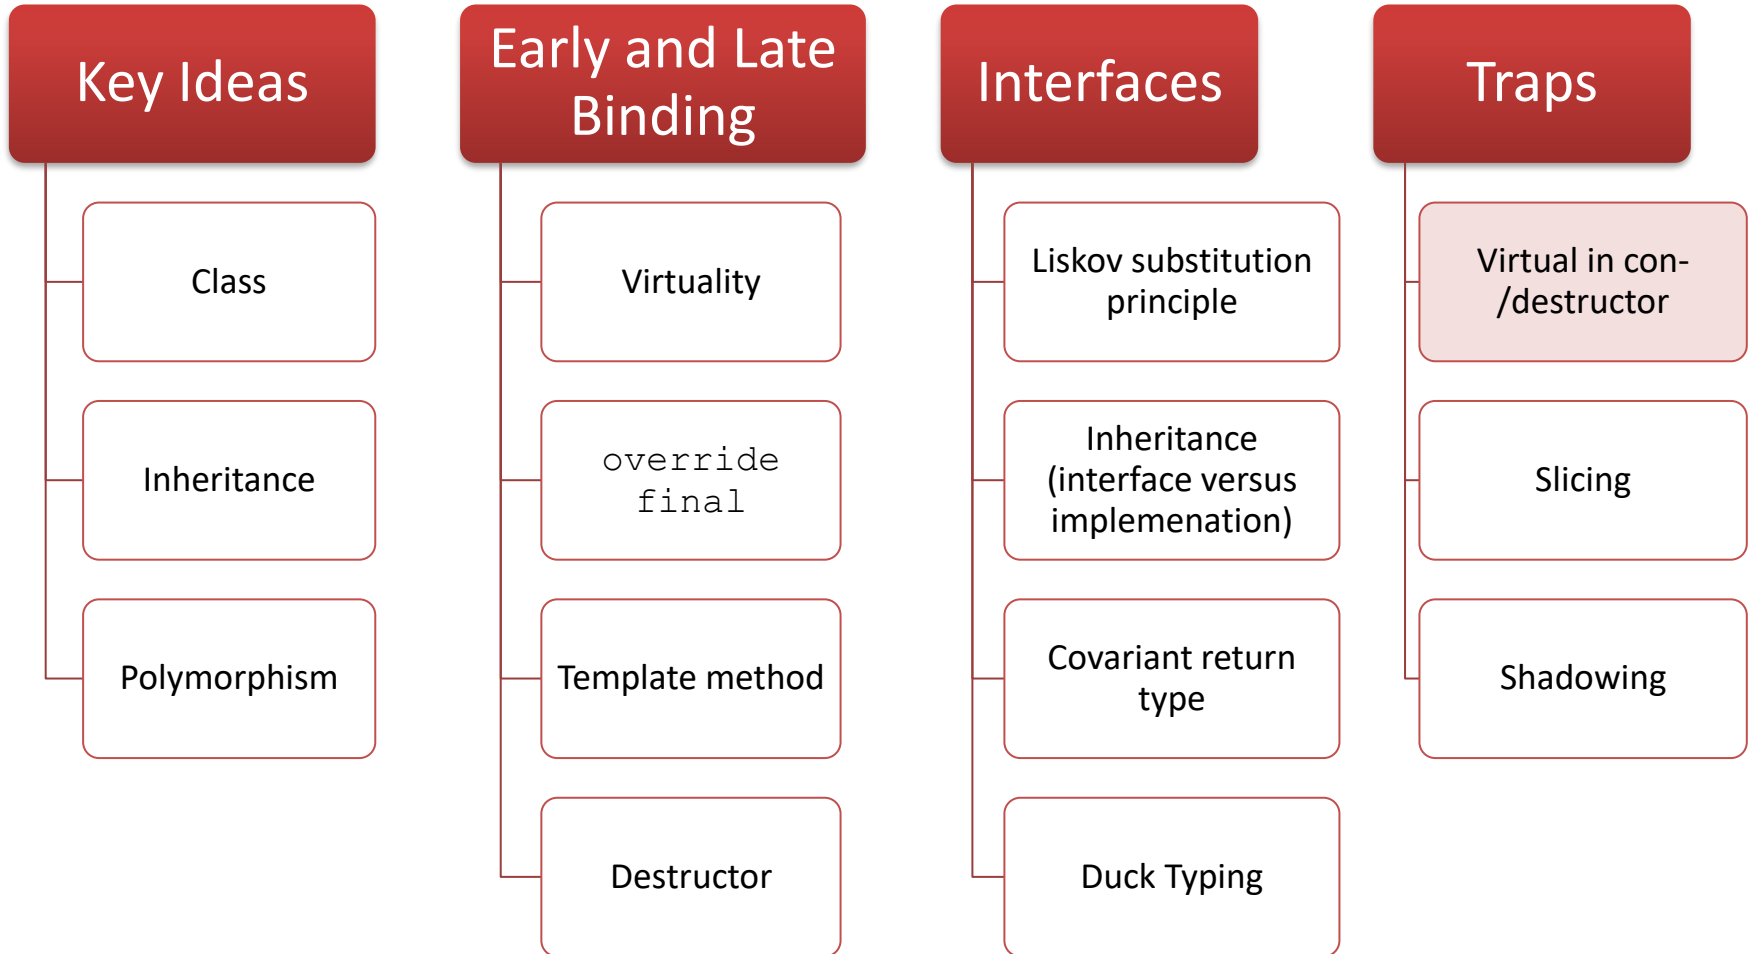 Key Ideas
Class
Inheritance
Polymorphism
Early and Late
Binding
Virtuality
override
final
Template method
Destructor
Interfaces
Liskov substitution
principle
Inheritance
(interface versus
implemenation)
Covariant return
type
Duck Typing
Traps
Virtual in con-
/destructor
Slicing
Shadowing